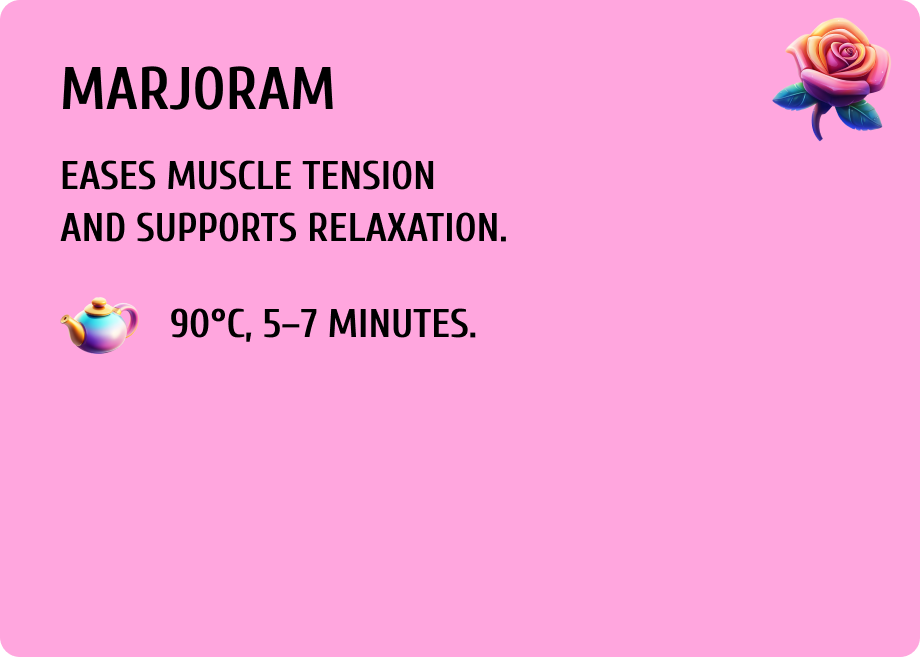 MARJORAM
EASES MUSCLE TENSION
AND SUPPORTS RELAXATION.
90°C, 5–7 MINUTES.